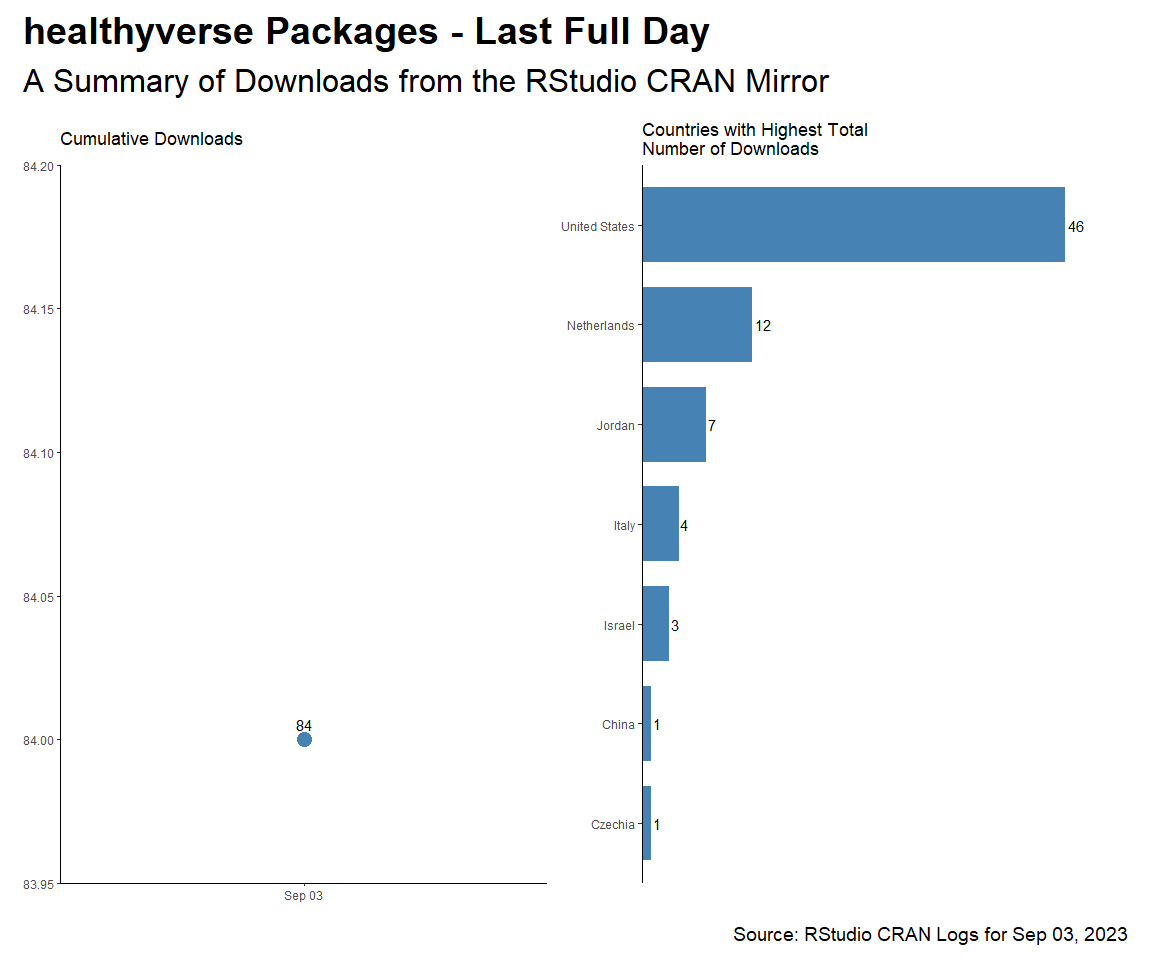 healthyverse Packages - Last Full Day
A Summary of Downloads from the RStudio CRAN Mirror
Cumulative Downloads
84.20
84.15
84.10
84.05
84.00
83.95
84
Sep 03
Countries with Highest Total
Number of Downloads
United States 46
Netherlands 12
Jordan 7
Italy 4
Israel 3
China 1
Czechia 1
Source: RStudio CRAN Logs for Sep 03, 2023